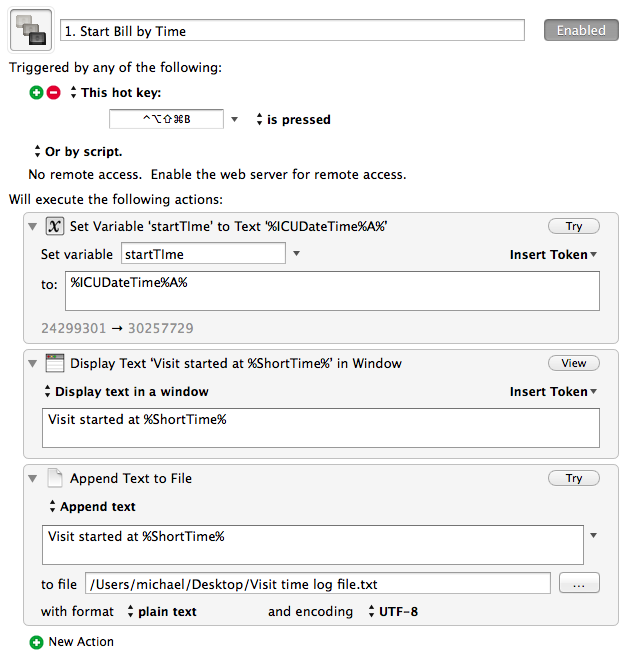 1. Start Bill by Time
Enabled
Triggered by any of the following:
This hot key:
^⌥⇧⌘B
is pressed
Or by script.
No remote access.  Enable the web server for remote access.
Will execute the following actions:
Set Variable 'startTIme' to Text '%ICUDateTime%A%'
Try
Set variable startTIme
Insert Token
to: %ICUDateTime%A%
24299301 → 30257729
Display Text 'Visit started at %ShortTime%' in Window
View
Display text in a window
Insert Token
Visit started at %ShortTime%
Append Text to File
Try
Append text
Visit started at %ShortTime%
to file /Users/michael/Desktop/Visit time log file.txt ...
with format plain text and encoding UTF-8
New Action